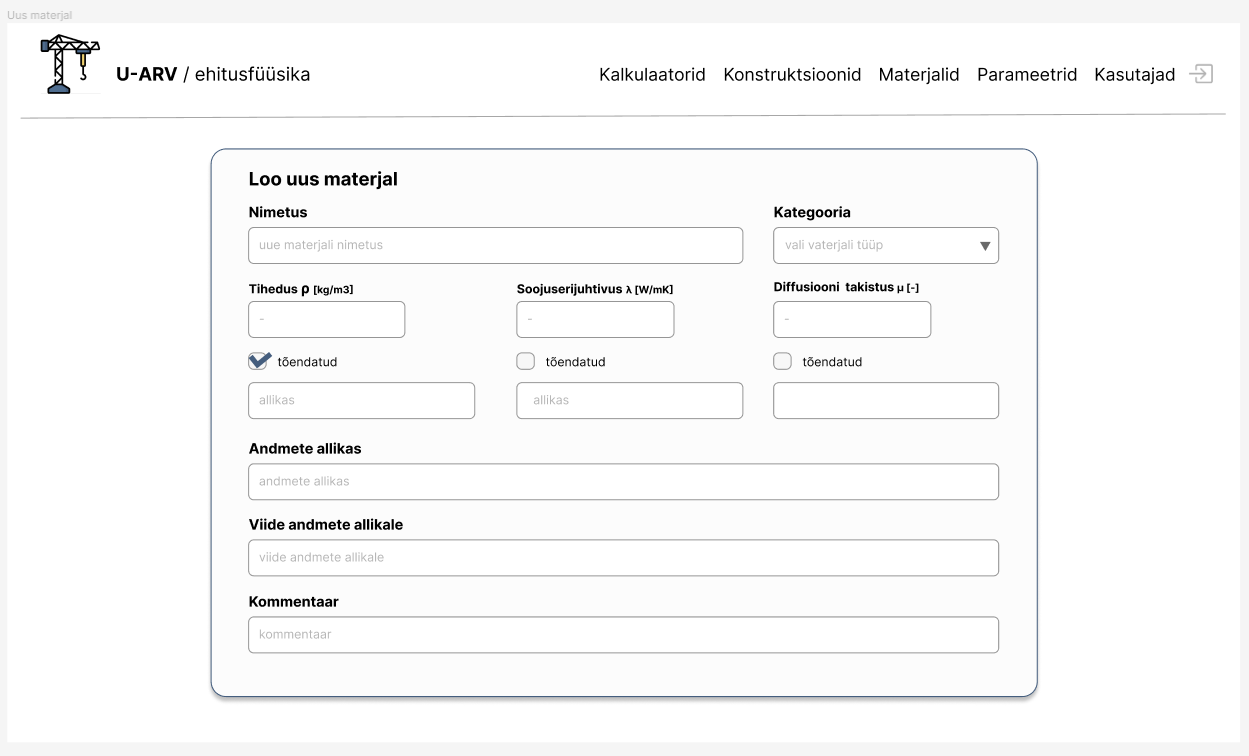 Uus materjal
U-ARV / ehitusfüüsika
Kalkulaatorid Konstruktsioonid Materjalid Parameetrid Kasutajad
Loo uus materjal
Nimetus Kategooria
uue materjali nimetus vali vaterjali tüüp
Tihedus ρ [kg/m3] Soojuserijuhtivus λ [W/mK] Diffusiooni takistus μ [-]
- - -
tõendatud tõendatud tõendatud
allikas allikas
Andmete allikas
andmete allikas
Viide andmete allikale
viide andmete allikale
Kommentaar
kommentaar